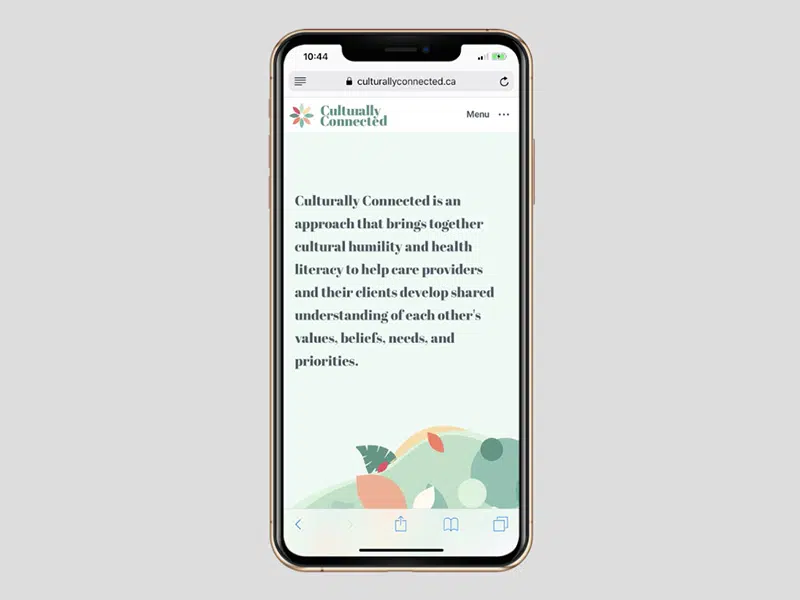 10:44
culturallyconnected.ca
Culturally
Connected
Menu
Culturally Connected is an
approach that brings together
cultural humility and health
literacy to help care providers
and their clients develop shared
understanding of each other's
values, beliefs, needs, and
priorities.